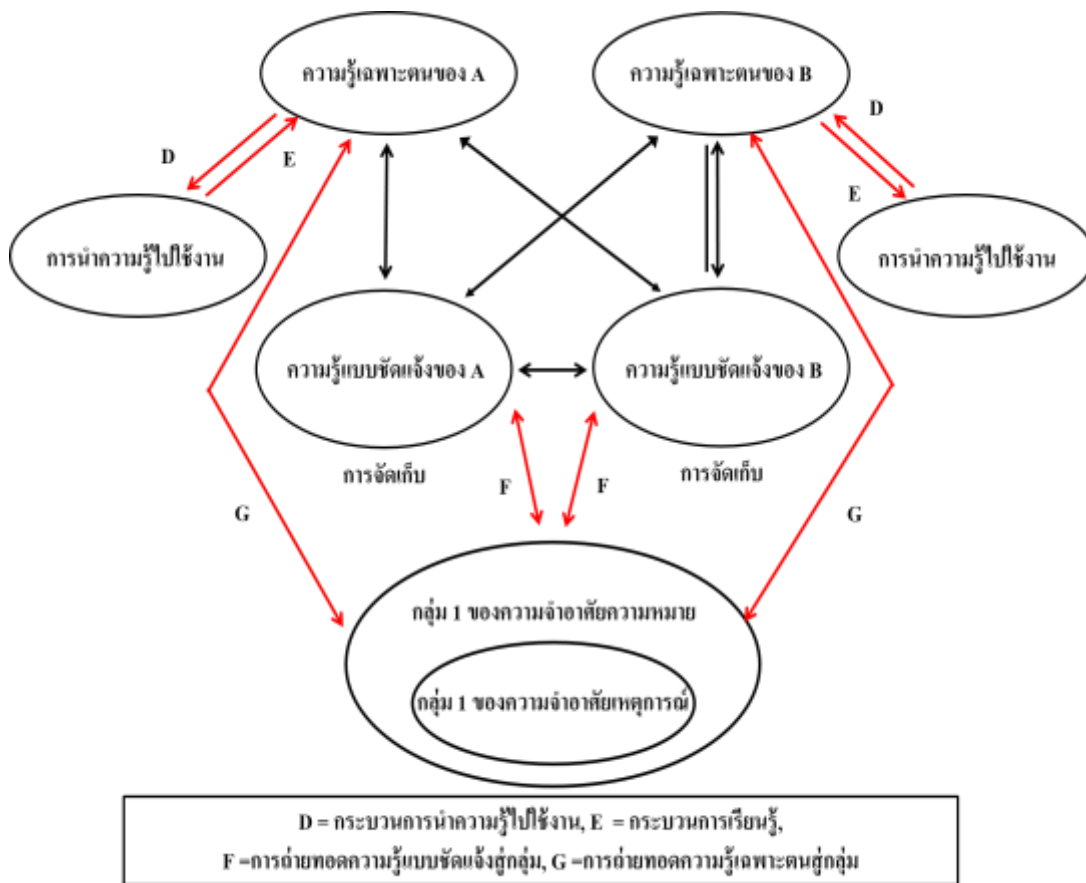 ความรู้เฉพาะตนของ A
ความรู้เฉพาะตนของ B
D
E
D
E
การนำความรู้ไปใช้งาน
การนำความรู้ไปใช้งาน
ความรู้แบบชัดแจ้งของ A
ความรู้แบบชัดแจ้งของ B
การจัดเก็บ
การจัดเก็บ
F
F
G
G
กลุ่ม 1 ของความจำอาศัยความหมาย
กลุ่ม 1 ของความจำอาศัยเหตุการณ์
D = กระบวนการนำความรู้ไปใช้งาน, E = กระบวนการเรียนรู้,
F =การถ่ายทอดความรู้แบบชัดแจ้งสู่กลุ่ม, G =การถ่ายทอดความรู้เฉพาะตนสู่กลุ่ม